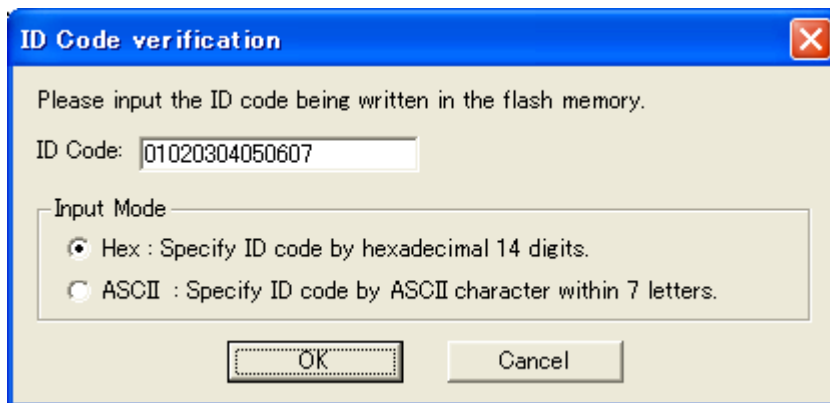 ID Code verification
Please input the ID code being written in the flash memory.
ID Code: 01020304050607
Input Mode
Hex : Specify ID code by hexadecimal 14 digits.
ASCII : Specify ID code by ASCII character within 7 letters.
OK Cancel